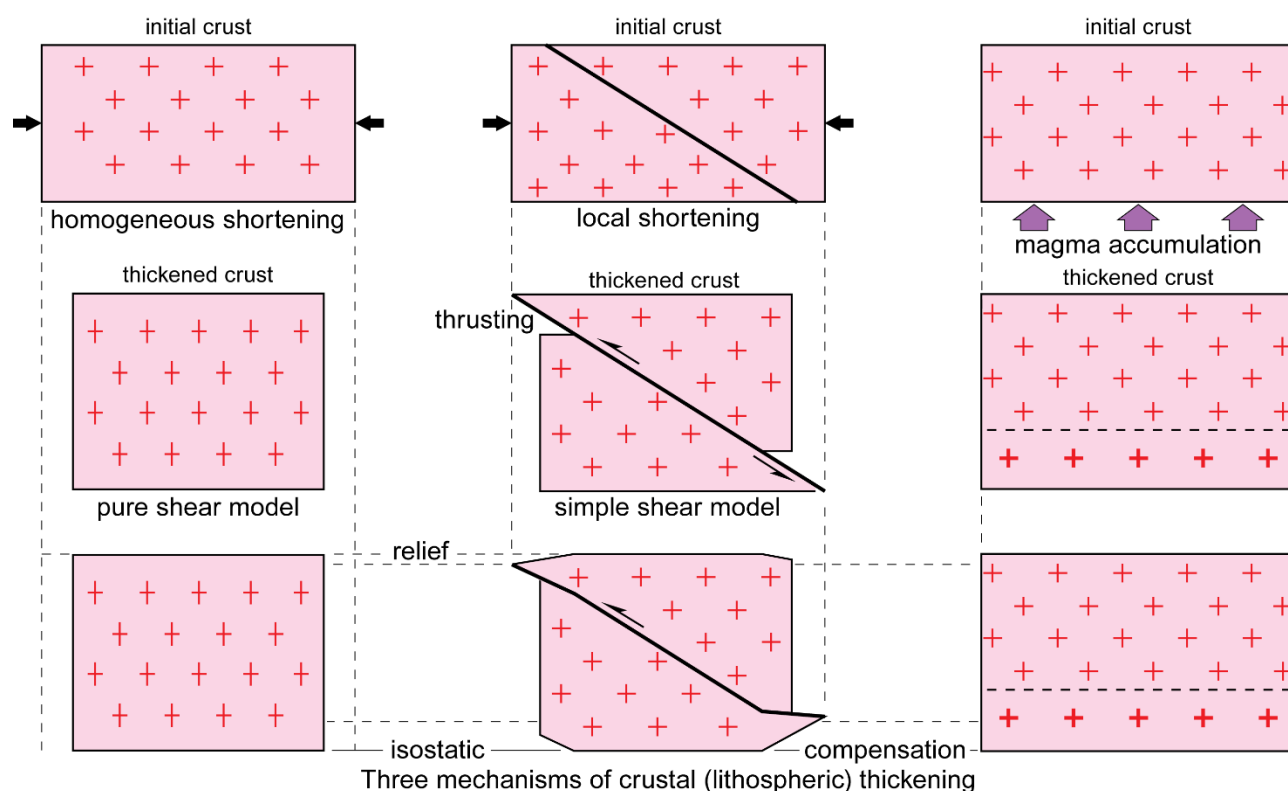 initial crust
homogeneous shortening
thickened crust
pure shear model
initial crust
local shortening
thickened crust
thrusting
simple shear model
initial crust
magma accumulation
thickened crust
relief
isostatic
compensation
Three mechanisms of crustal (lithospheric) thickening